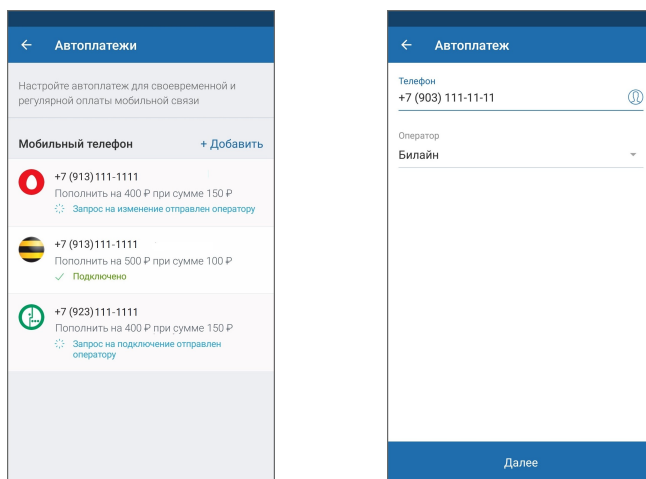 Автоплатежи
Настройте автоплатеж для своевременной и
регулярной оплаты мобильной связи
Мобильный телефон + Добавить
+7 (913)111-1111
Пополнить на 400 ₽ при сумме 150 ₽
Запрос на изменение отправлен оператору
+7 (913)111-1111
Пополнить на 500 ₽ при сумме 100 ₽
Подключено
+7 (923)111-1111
Пополнить на 400 ₽ при сумме 150 ₽
Запрос на подключение отправлен
оператору
Автоплатеж
Телефон
+7 (903) 111-11-11
Оператор
Билайн
Далее